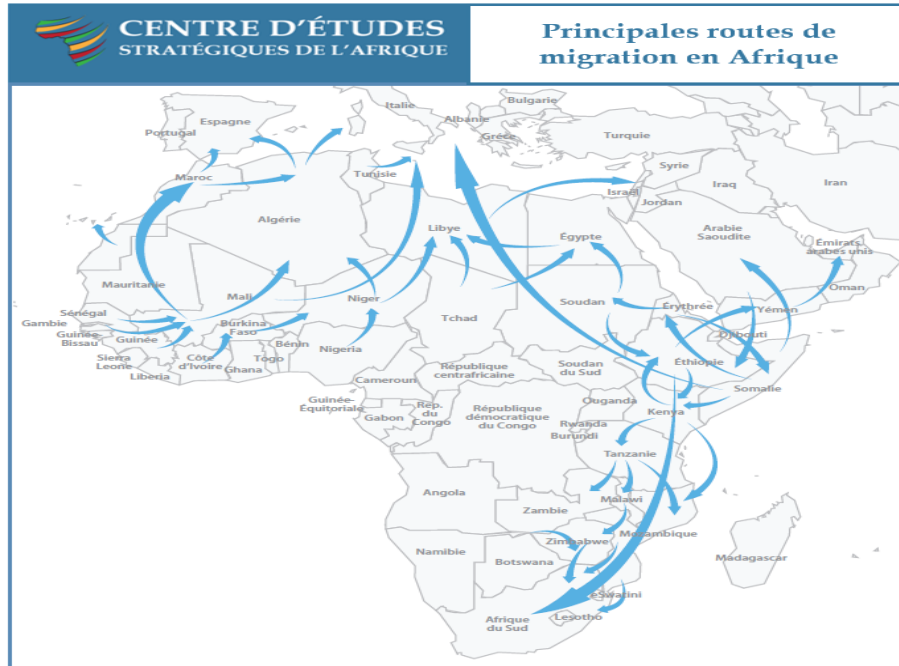 CENTRE D'ÉTUDES
STRATÉGIQUES DE L'AFRIQUE
Principales routes de
migration en Afrique
Italie
Bulgarie
Espagne
Albanie
Portugal
Grèce
Turquie
Syrie
Maroc
Tunisie
Iraq
Iran
Israël
Jordan
Algérie
Libye
Égypte
Arabie
Saoudite
Émirats
arabes unis
Mauritanie
Oman
Mali
Niger
Soudan
Érythrée
Yémen
Sénégal
Gambie
Tchad
Burkina
Faso
Guinée-
Bissau
Guinée
Djibouti
Bénin
Nigeria
Sierra
Leone
Côte
d'Ivoire
Togo
Ghana
Liberia
République
centrafricaine
Soudan
du Sud
Éthiopie
Cameroun
Somalie
Guinée-
Équitoriale
Ouganda
Gabon
Rép.
du
Congo
République
démocratique
du Congo
Kenya
Rwanda
Burundi
Tanzanie
Angola
Malawi
Zambie
Mozambique
Zimbabwe
Madagascar
Namibie
Botswana
eSwatini
Afrique
du Sud
Lesotho